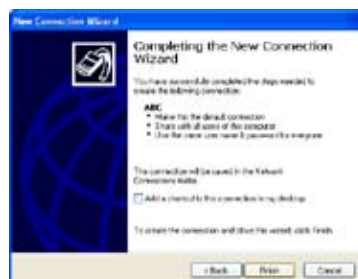 New Connection Wizard
Completing the New Connection
Wizard
You have successfully completed the steps needed to
create the following connection:
ABC
• Make this the default connection
• Share with all users of this computer
• Use the same user name & password for everyone
The connection will be saved in the Network
Connections folder.
Add a shortcut to this connection to my desktop
To create the connection and close this wizard, click Finish.
< Back
Finish
Cancel